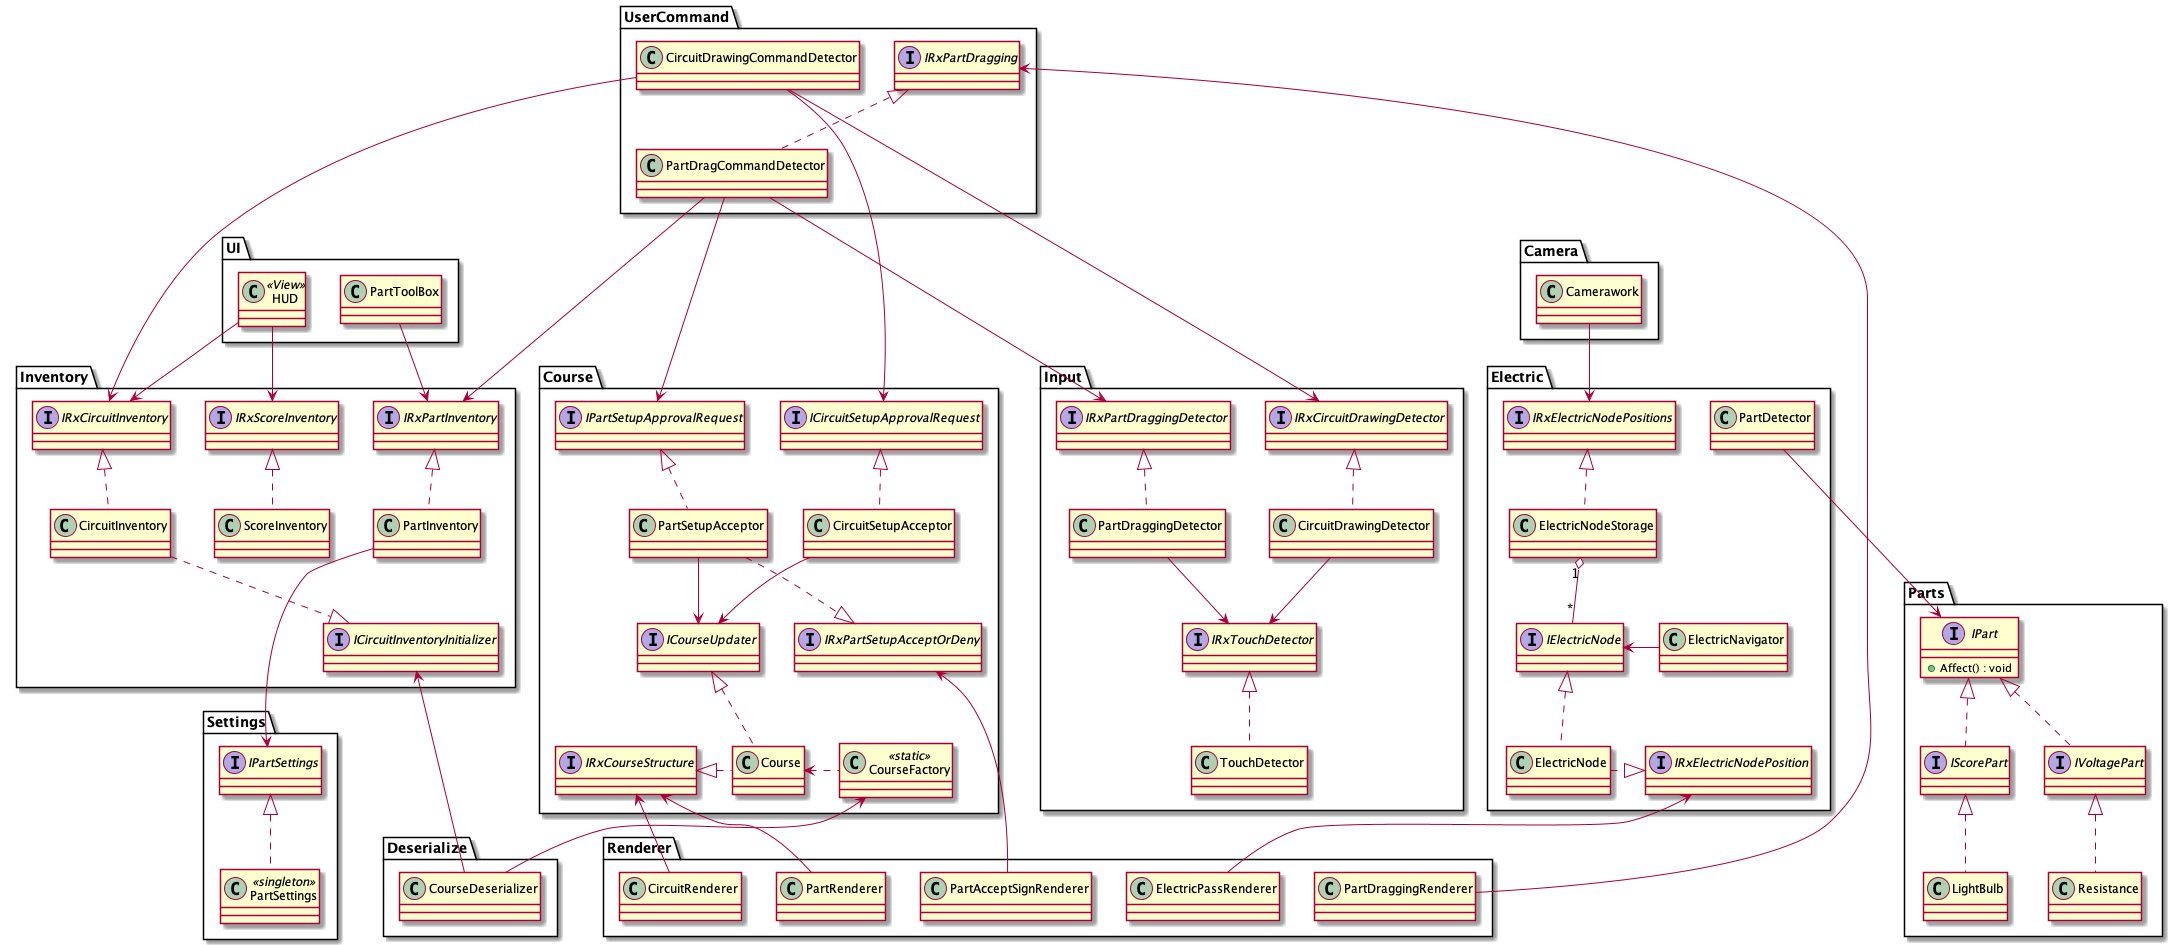 UserCommand
C CircuitDrawingCommandDetector
I IRxPartDragging
C PartDragCommandDetector
UI
C «View»
HUD
C PartToolBox
Camera
C Camerawork
Inventory
I IRxCircuitInventory
I IRxScoreInventory
I IRxPartInventory
C CircuitInventory
C ScoreInventory
C PartInventory
I ICircuitInventoryInitializer
Course
I IPartSetupApprovalRequest
I ICircuitSetupApprovalRequest
C PartSetupAcceptor
C CircuitSetupAcceptor
I ICourseUpdater
I IRxPartSetupAcceptOrDeny
I IRxCourseStructure
C Course
C «static»
CourseFactory
Input
I IRxPartDraggingDetector
I IRxCircuitDrawingDetector
C PartDraggingDetector
C CircuitDrawingDetector
I IRxTouchDetector
C TouchDetector
Electric
I IRxElectricNodePositions
C PartDetector
C ElectricNodeStorage
1
*
I IElectricNode
C ElectricNavigator
C ElectricNode
I IRxElectricNodePosition
Parts
I IPart
Affect() : void
I IScorePart
I IVoltagePart
C LightBulb
C Resistance
Settings
I IPartSettings
C «singleton»
PartSettings
Deserialize
C CourseDeserializer
Renderer
C CircuitRenderer
C PartRenderer
C PartAcceptSignRenderer
C ElectricPassRenderer
C PartDraggingRenderer